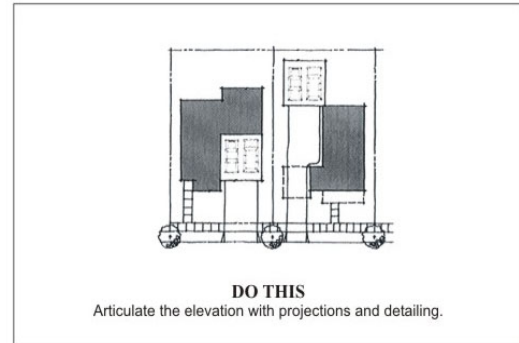 DO THIS
Articulate the elevation with projections and detailing.